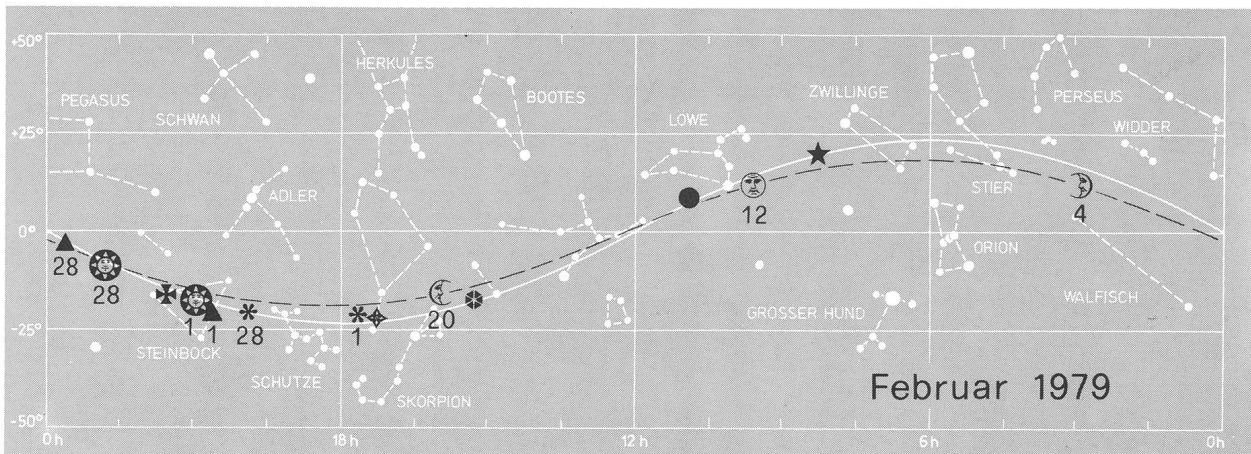 +50°
HERKULES
BOOTES
ZWILLINGE
PERSEUS
PEGASUS
SCHWAN
LÖWE
WIDDER
+25°
ADLER
STIER
12
4
0°
ORION
28
28
20
WALFISCH
GROSSER HUND
1
1
28
1
-25°
STEINBOCK
SCHÜTZE
SKORPION
Februar 1979
-50°
0h
18h
12h
6h
0h